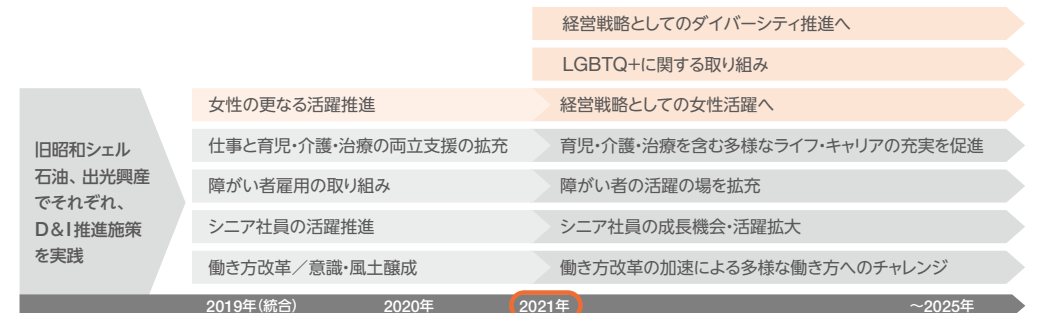 経営戦略としてのダイバーシティ推進へ
LGBTQ+に関する取り組み
女性の更なる活躍推進
経営戦略としての女性活躍へ
旧昭和シェル
石油、出光興産
でそれぞれ、
D&I推進施策
を実践
仕事と育児・介護・治療の両立支援の拡充
育児・介護・治療を含む多様なライフ・キャリアの充実を促進
障がい者雇用の取り組み
障がい者の活躍の場を拡充
シニア社員の活躍推進
シニア社員の成長機会・活躍拡大
働き方改革／意識・風土醸成
働き方改革の加速による多様な働き方へのチャレンジ
2019年(統合)
2020年
2021年
～2025年